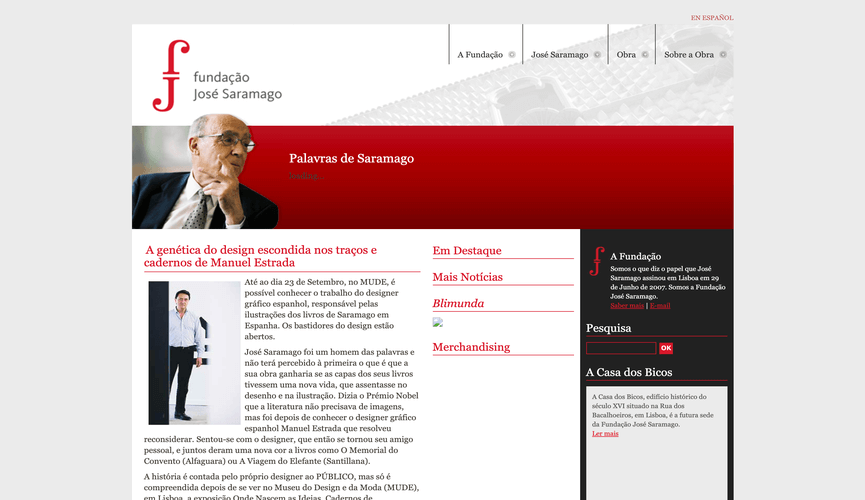 EN ESPAÑOL
fundação
José Saramago
A Fundação
José Saramago
Obra
Sobre a Obra
Palavras de Saramago
A genética do design escondida nos traços e
cadernos de Manuel Estrada
Até ao dia 23 de Setembro, no MUDE, é
possível conhecer o trabalho do designer
gráfico espanhol, responsável pelas
ilustrações dos livros de Saramago em
Espanha. Os bastidores do design estão
abertos.
José Saramago foi um homem das palavras e
não terá percebido à primeira o que é que a
sua obra ganharia se as capas dos seus livros
tivessem uma nova vida, que assentasse no
desenho e na ilustração. Dizia o Prémio Nobel
que a literatura não precisava de imagens,
mas foi depois de conhecer o designer gráfico
espanhol Manuel Estrada que resolveu
reconsiderar. Sentou-se com o designer, que então se tornou seu amigo
pessoal, e juntos deram uma nova cor a livros como O Memorial do
Convento (Alfaguara) ou A Viagem do Elefante (Santillana).
A história é contada pelo próprio designer ao PÚBLICO, mas só é
compreendida depois de se ver no Museu do Design e da Moda (MUDE),
em Lisboa, a exposição Onde Nascem as Ideias. Cadernos de
Em Destaque
Mais Notícias
Blimunda
Merchandising
A Fundação
Somos o que diz o papel que José
Saramago assinou em Lisboa em 29
de Junho de 2007. Somos a Fundação
José Saramago.
Saber mais | E-mail
Pesquisa
OK
A Casa dos Bicos
A Casa dos Bicos, edifício histórico do
século XVI situado na Rua dos
Bacalhoeiros, em Lisboa, é a futura sede
da Fundação José Saramago.
Ler mais